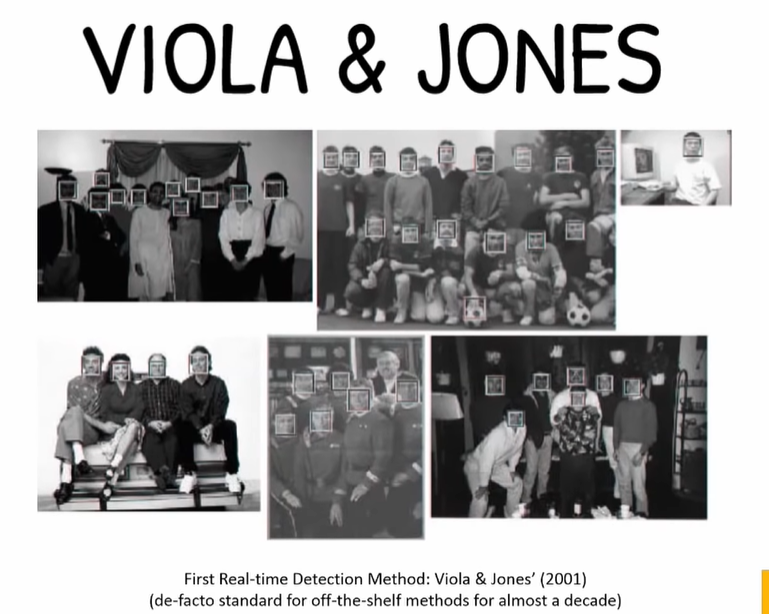 VIOLA & JONES
First Real-time Detection Method: Viola & Jones’ (2001)
(de-facto standard for off-the-shelf methods for almost a decade)